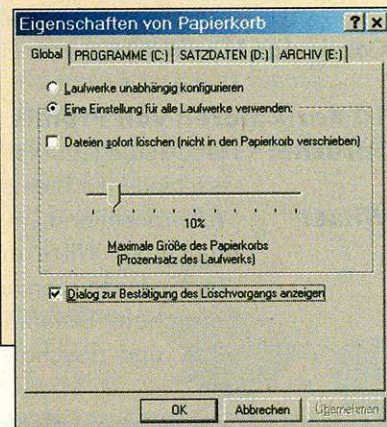 Eigenschaften von Papierkorb
Global PROGRAMME (C:) SATZDATEN (D:) ARCHIV (E:)
Laufwerke unabhängig konfigurieren
Eine Einstellung für alle Laufwerke verwenden:
Dateien sofort löschen (nicht in den Papierkorb verschieben)
10%
Maximale Größe des Papierkorbs
(Prozentsatz des Laufwerks)
Dialog zur Bestätigung des Löschvorgangs anzeigen
OK Abbrechen Übernehmen